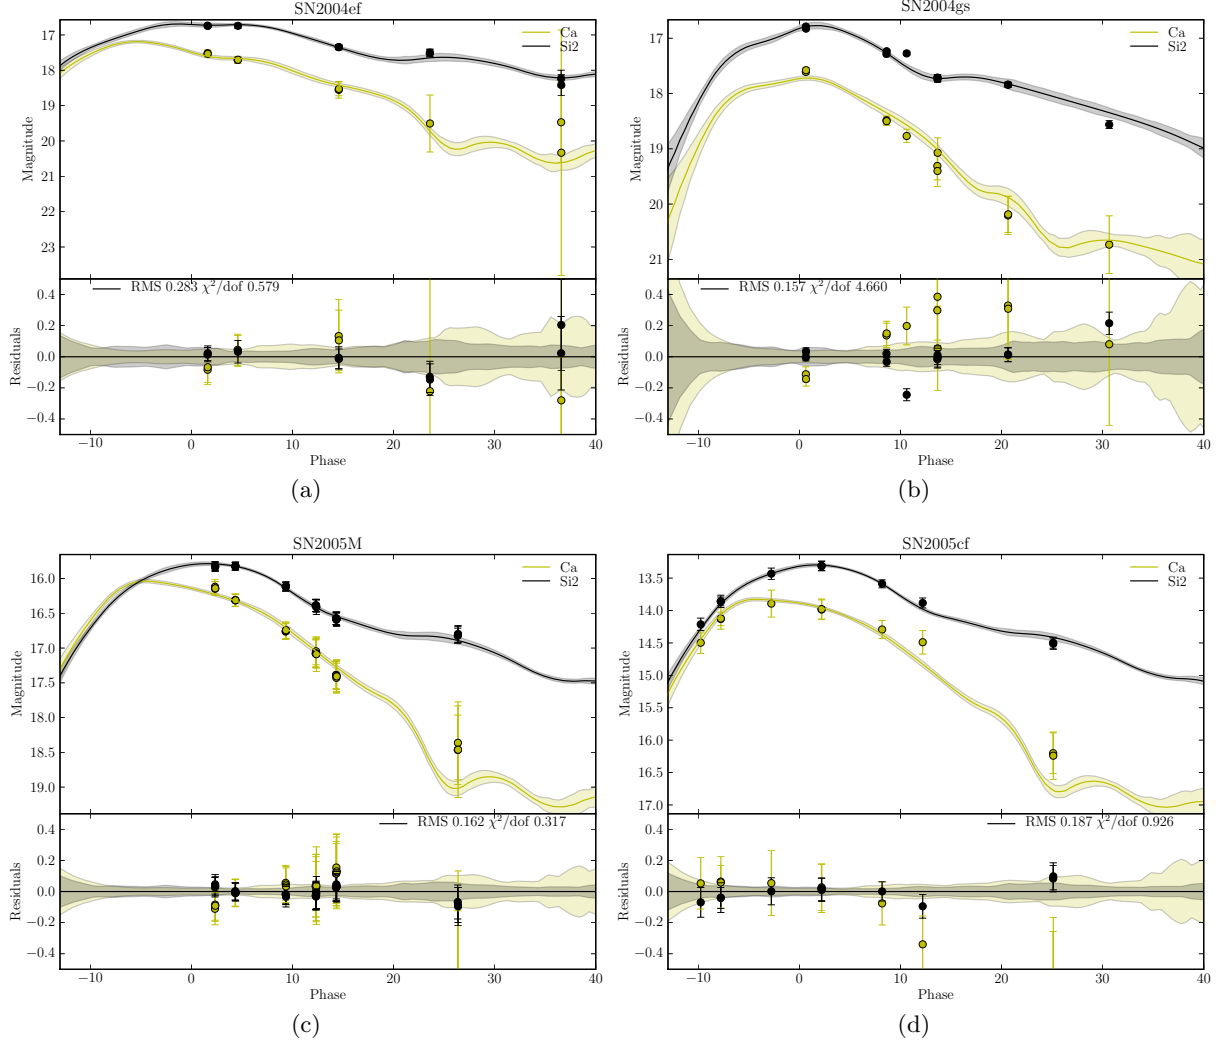 SN2004ef
17
18
19
20
21
22
23
Magnitude
Ca
Si2
RMS 0.283 χ²/dof 0.579
0.4
0.2
0.0
−0.2
−0.4
Residuals
−10 0 10 20 30 40
Phase
(a)
SN2004gs
17
18
19
20
21
Magnitude
Ca
Si2
RMS 0.157 χ²/dof 4.660
0.4
0.2
0.0
−0.2
−0.4
Residuals
−10 0 10 20 30 40
Phase
(b)
SN2005M
16.0
16.5
17.0
17.5
18.0
18.5
19.0
Magnitude
Ca
Si2
RMS 0.162 χ²/dof 0.317
0.4
0.2
0.0
−0.2
−0.4
Residuals
−10 0 10 20 30 40
Phase
(c)
SN2005cf
13.5
14.0
14.5
15.0
15.5
16.0
16.5
17.0
Magnitude
Ca
Si2
RMS 0.187 χ²/dof 0.926
0.4
0.2
0.0
−0.2
−0.4
Residuals
−10 0 10 20 30 40
Phase
(d)